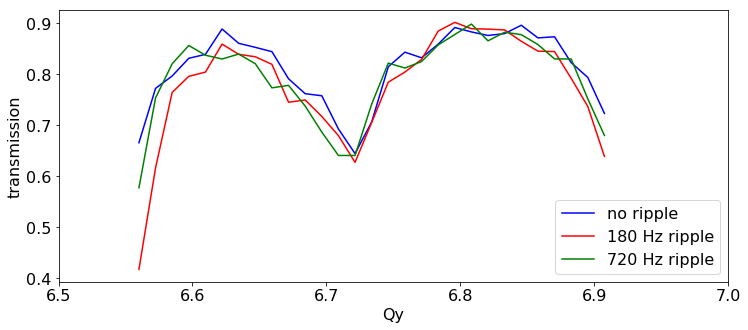 0.9
0.8
0.7
0.6
0.5
0.4
transmission
6.5 6.6 6.7 6.8 6.9 7.0
Qy
no ripple
180 Hz ripple
720 Hz ripple